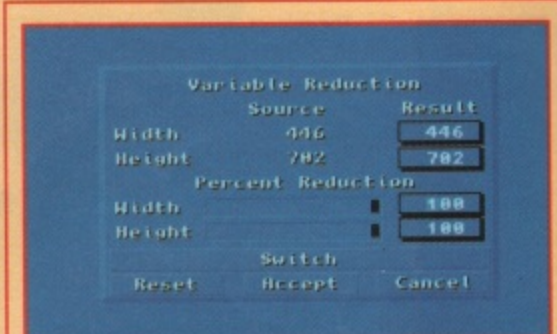 Variable Reduction
Source Result
Width 446 446
Height 702 702
Percent Reduction
Width 100
Height 100
Switch
Reset Accept Cancel